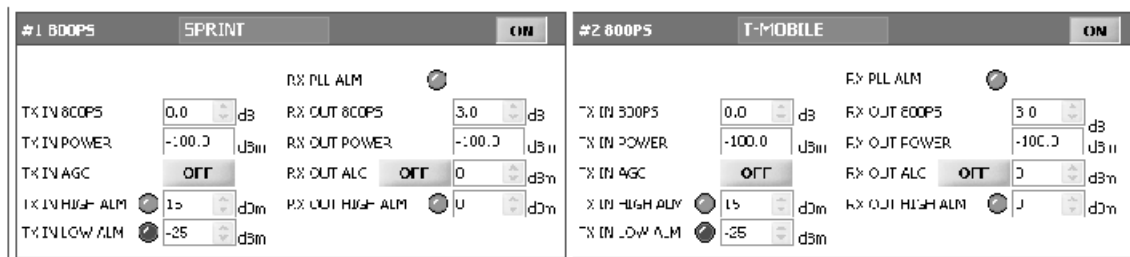 #1 800PS SPRINT ON
RX PLL ALM
TX IN 800PS 0.0 dB RX OUT 800PS 3.0 dB
TX IN POWER -100.0 dBm RX OUT POWER -100.0 dBm
TX IN AGC OFF RX OUT ALC OFF 0 dBm
TX IN HIGH ALM 15 dBm RX OUT HIGH ALM 0 dBm
TX IN LOW ALM -25 dBm
#2 800PS T-MOBILE ON
RX PLL ALM
TX IN 800PS 0.0 dB RX OUT 800PS 3.0 dB
TX IN POWER -100.0 dBm RX OUT POWER -100.0 dBm
TX IN AGC OFF RX OUT ALC OFF 0 dBm
TX IN HIGH ALM 15 dBm RX OUT HIGH ALM 0 dBm
TX IN LOW ALM -25 dBm